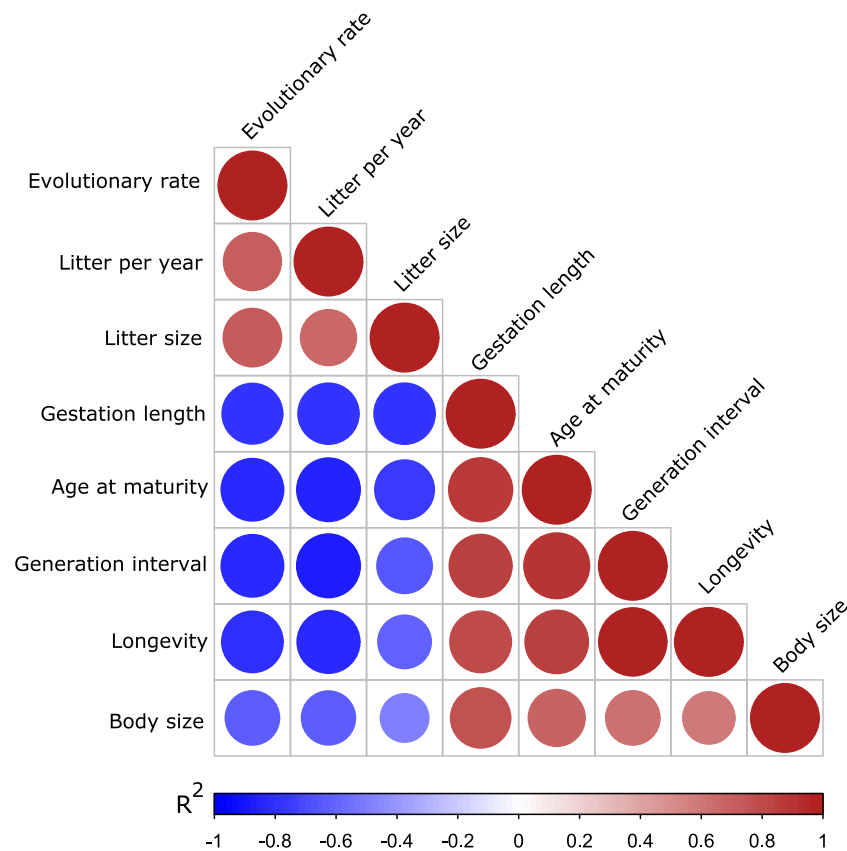 Evolutionary rate
Litter per year
Litter size
Gestation length
Age at maturity
Generation interval
Longevity
Body size
Evolutionary rate
Litter per year
Litter size
Gestation length
Age at maturity
Generation interval
Longevity
Body size
R²
-1 -0.8 -0.6 -0.4 -0.2 0 0.2 0.4 0.6 0.8 1